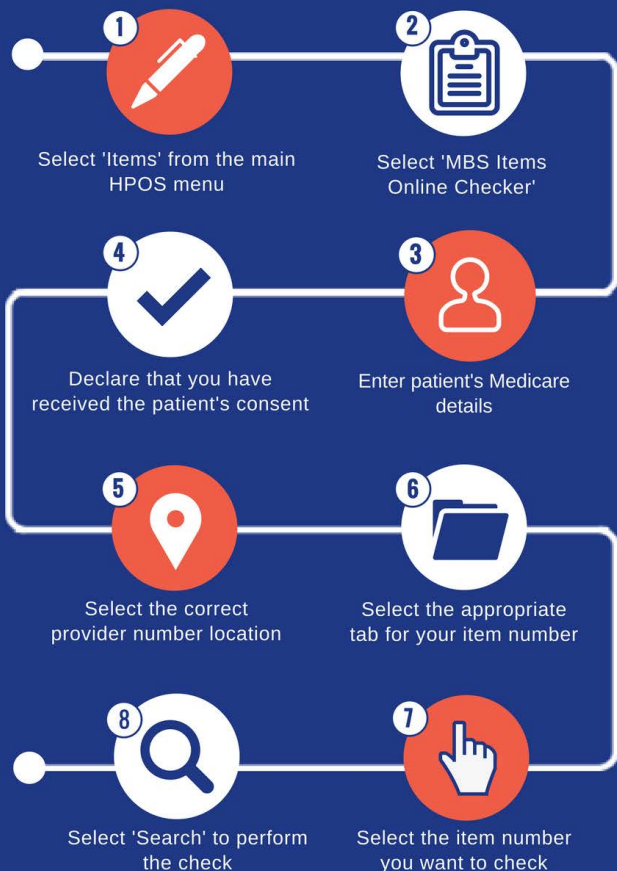 1
Select 'Items' from the main
HPOS menu
2
Select 'MBS Items
Online Checker'
3
Enter patient's Medicare
details
4
Declare that you have
received the patient's consent
5
Select the correct
provider number location
6
Select the appropriate
tab for your item number
7
Select the item number
you want to check
8
Select 'Search' to perform
the check